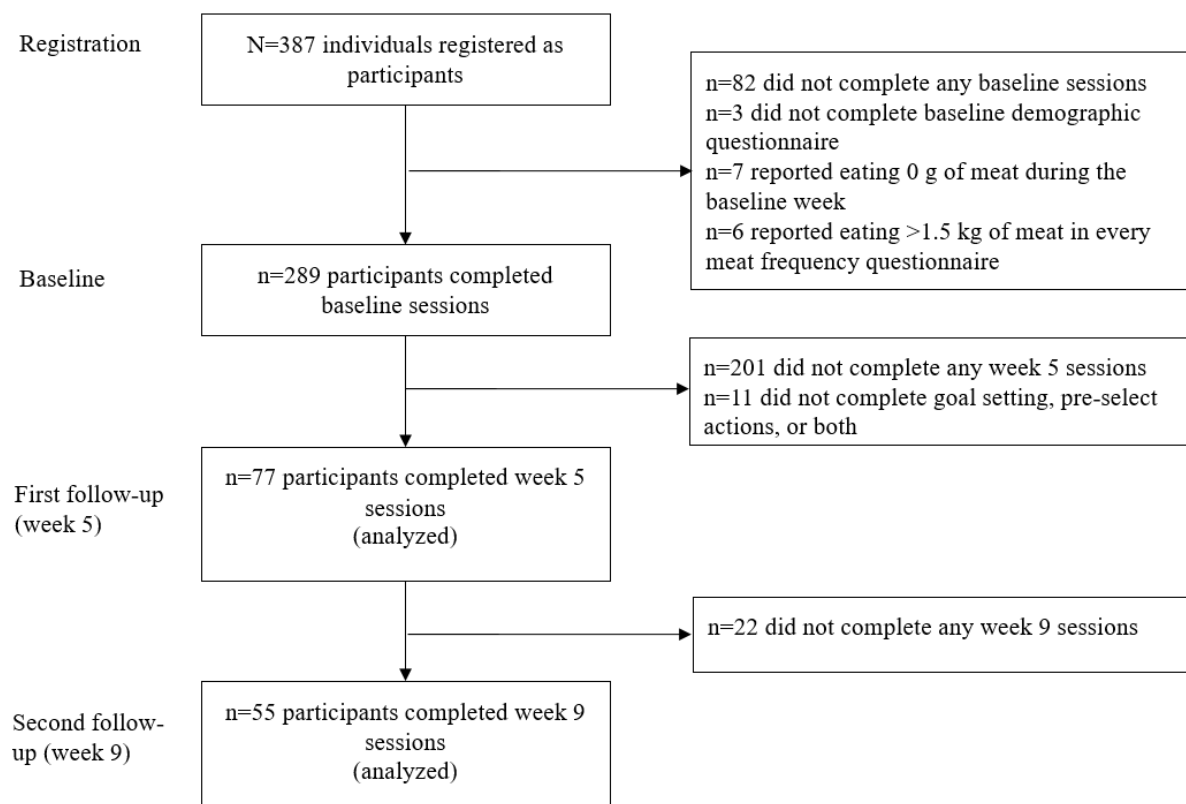 Registration
N=387 individuals registered as
participants
n=82 did not complete any baseline sessions
n=3 did not complete baseline demographic
questionnaire
n=7 reported eating 0 g of meat during the
baseline week
n=6 reported eating >1.5 kg of meat in every
meat frequency questionnaire
Baseline
n=289 participants completed
baseline sessions
n=201 did not complete any week 5 sessions
n=11 did not complete goal setting, pre-select
actions, or both
First follow-up
(week 5)
n=77 participants completed week 5
sessions
(analyzed)
n=22 did not complete any week 9 sessions
Second follow-
up (week 9)
n=55 participants completed week 9
sessions
(analyzed)